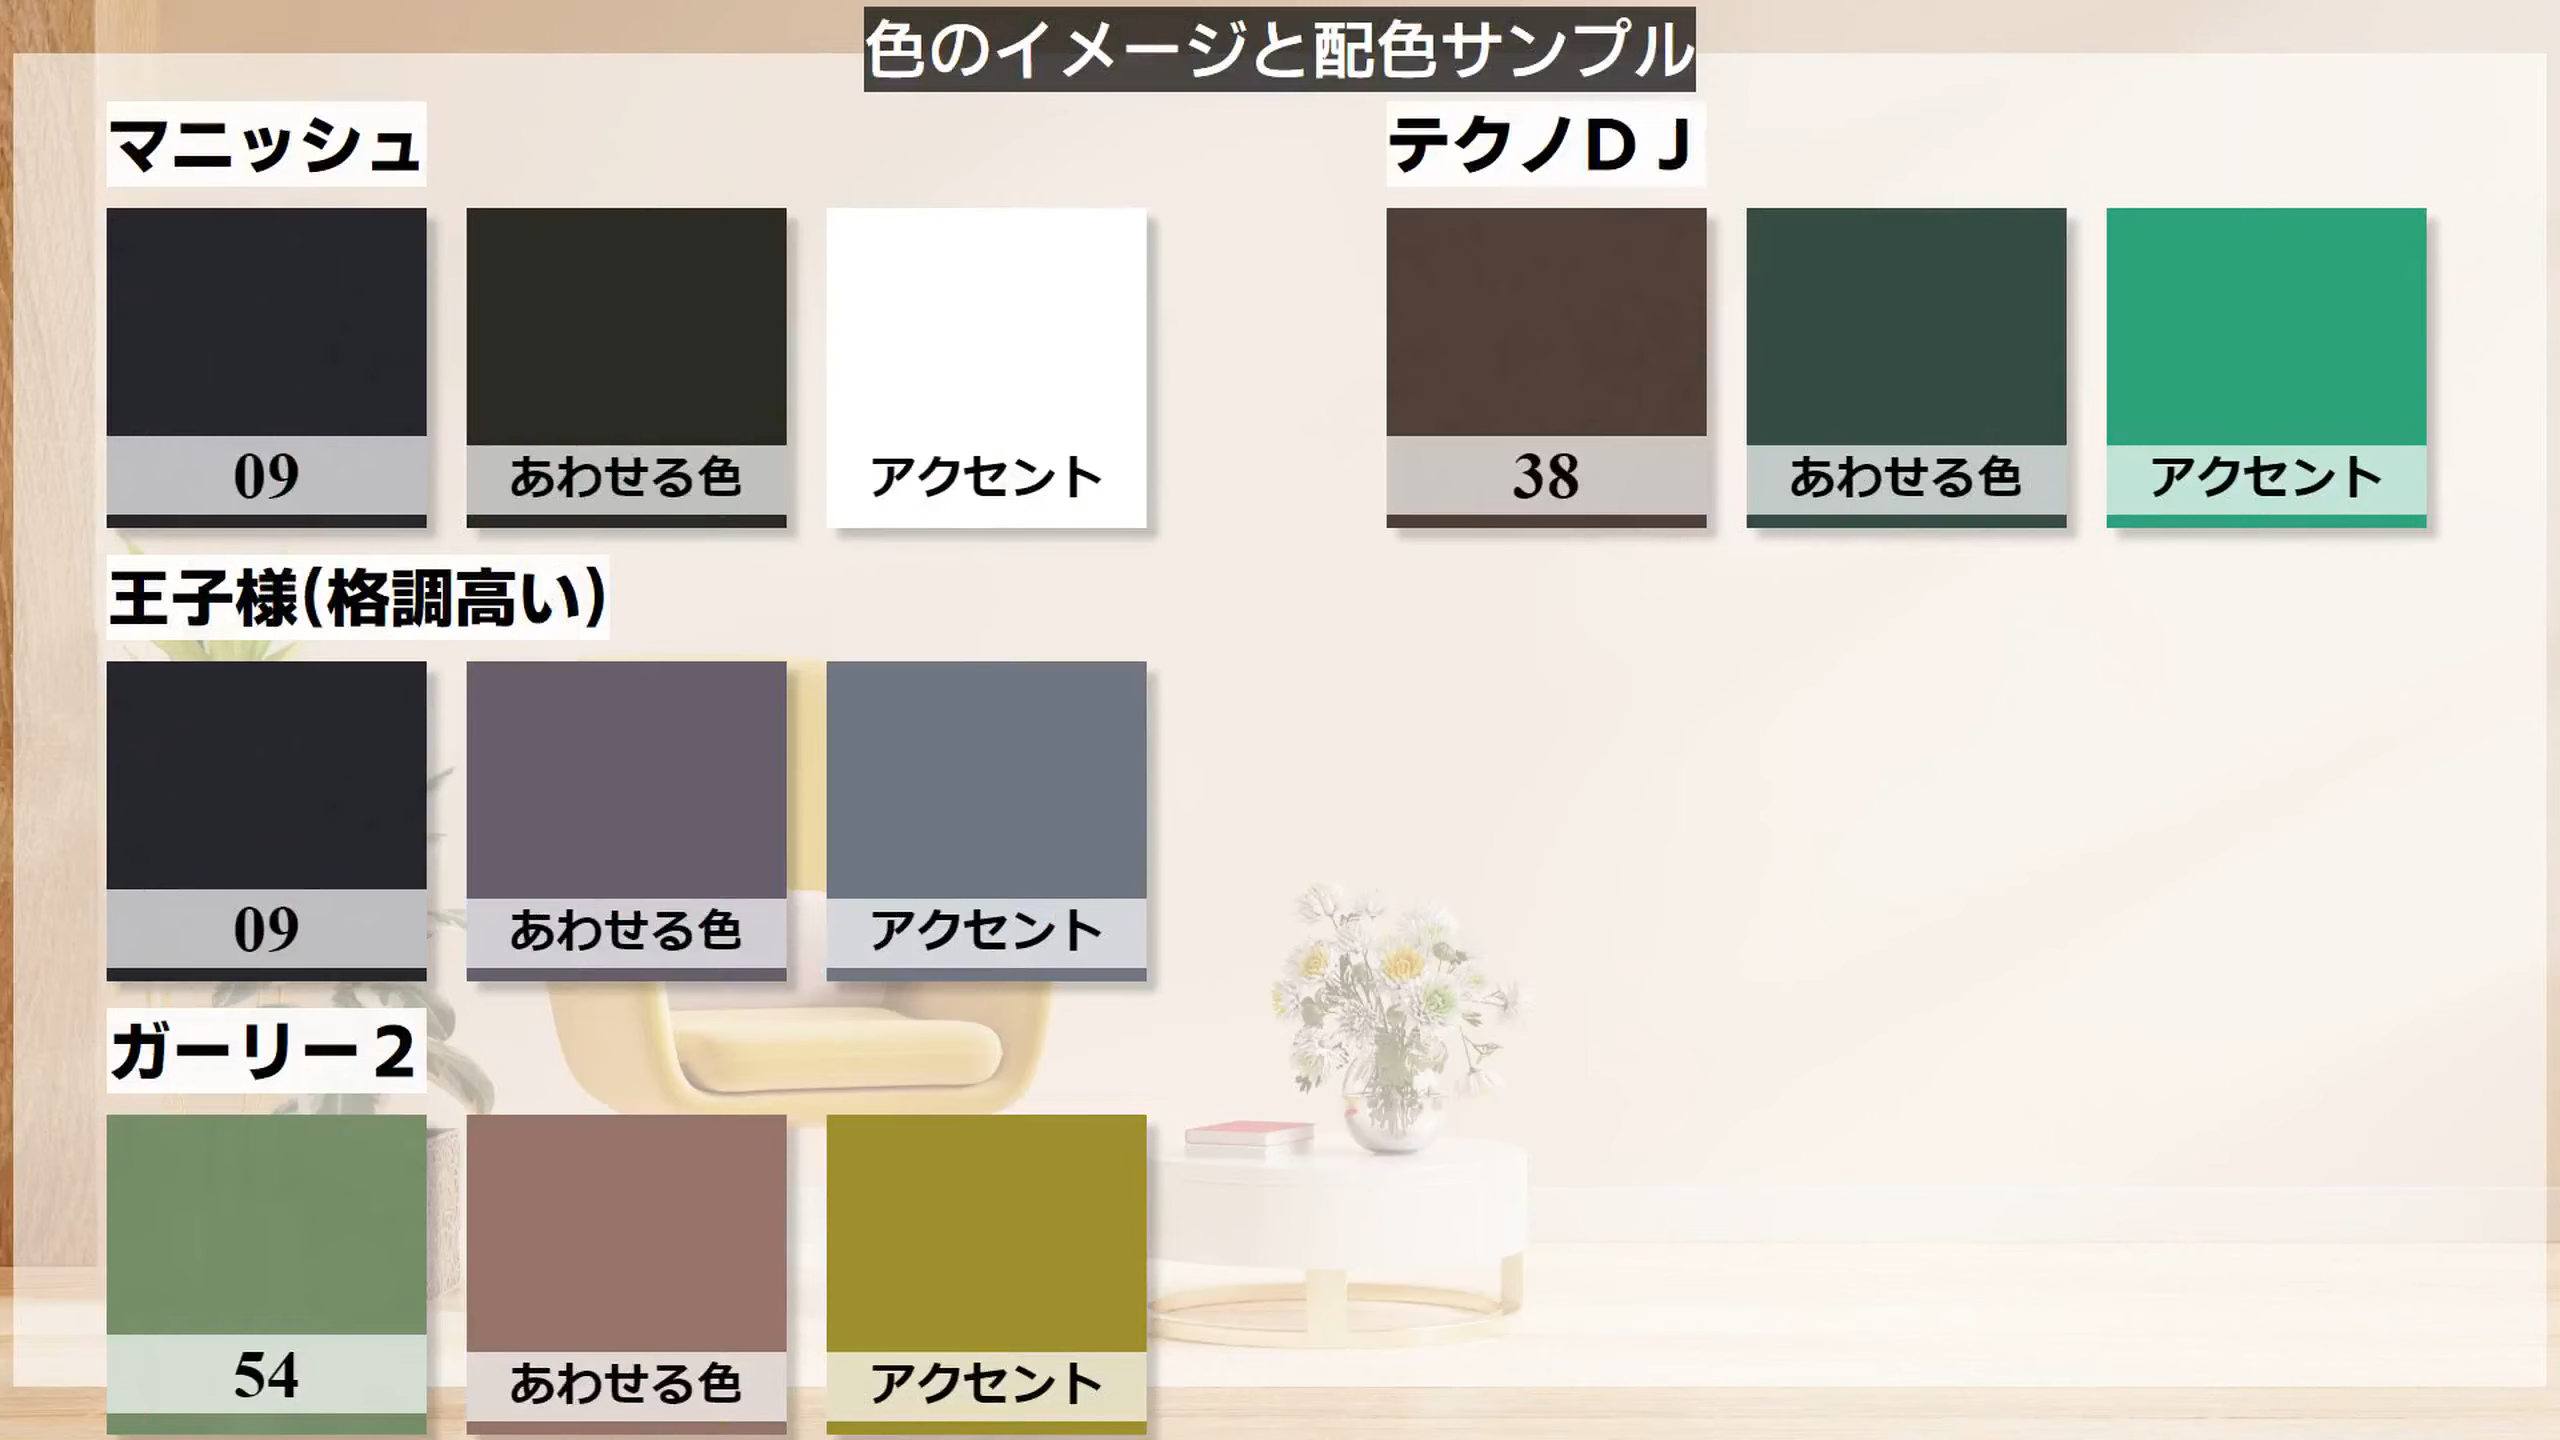 色のイメージと配色サンプル
マニッシュ
09
あわせる色
アクセント
テクノＤＪ
38
あわせる色
アクセント
王子様(格調高い)
09
あわせる色
アクセント
ガーリー２
54
あわせる色
アクセント